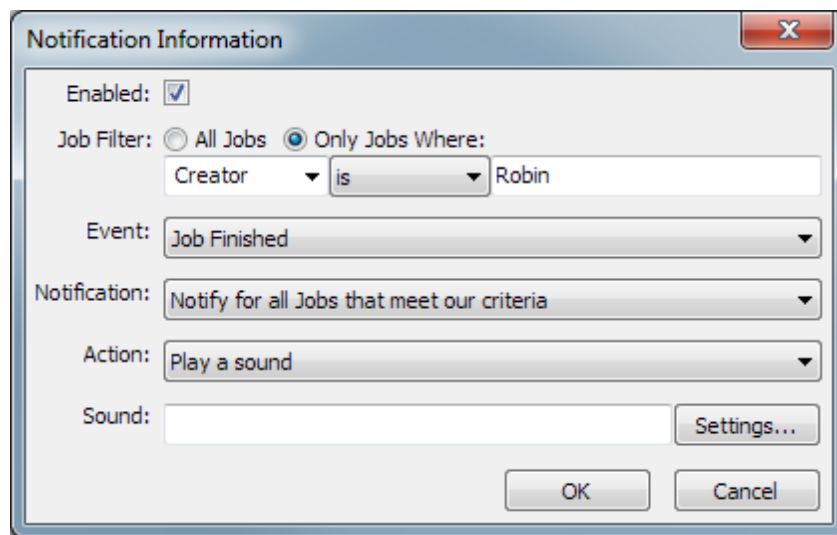 Notification Information
Enabled:
Job Filter: All Jobs Only Jobs Where:
Creator is Robin
Event: Job Finished
Notification: Notify for all Jobs that meet our criteria
Action: Play a sound
Sound: Settings...
OK Cancel